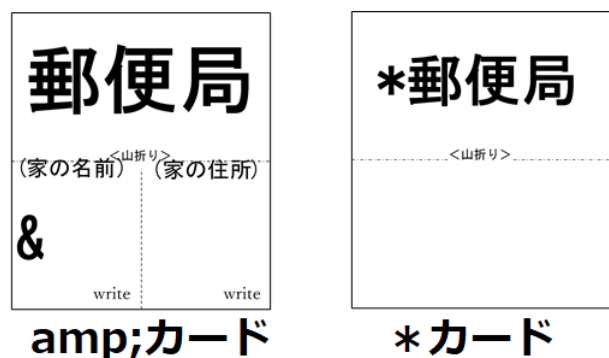 郵便局
<山折り>
(家の名前)
(家の住所)
&
write
write
amp;カード
*郵便局
<山折り>
*カード